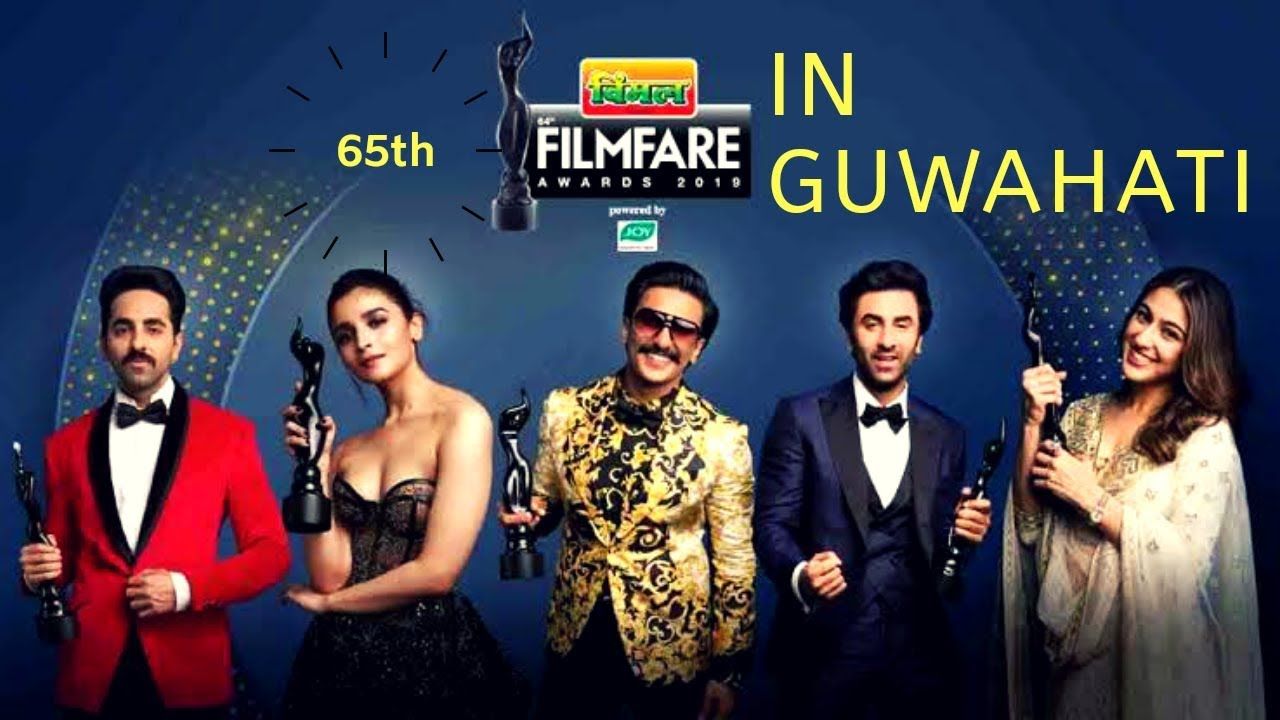 65th
विमल
64th
FILMFARE
AWARDS 2019
powered by
JOY
IN
GUWAHATI